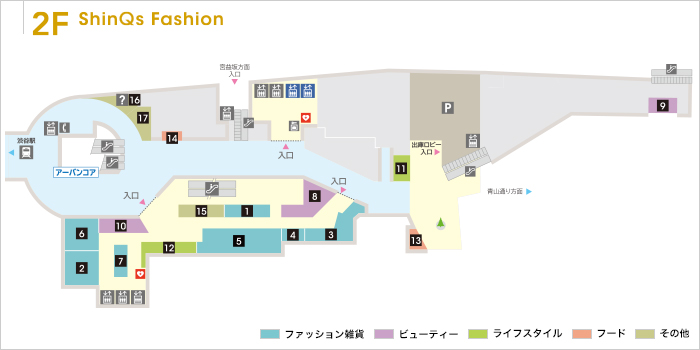 2F ShinQs Fashion
宮益坂方面
入口
16
?
17
14
9
P
渋谷駅
アーバンコア
入口
出庫ロビー
入口
11
入口
入口
青山通り方面
8
15
1
10
6
7
12
5
4
3
13
2
ファッション雑貨
ビューティー
ライフスタイル
フード
その他